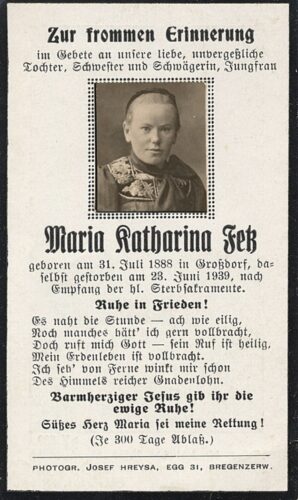 Zur frommen Erinnerung
im Gebete an unsere liebe, unvergeßliche
Tochter, Schwester und Schwägerin, Jungfrau
Maria Katharina Fetz
geboren am 31. Juli 1888 in Großdorf, da-
selbst gestorben am 23. Juni 1939, nach
Empfang der hl. Sterbsakramente.
Ruhe in Frieden!
Es naht die Stunde — ach wie eilig,
Noch manches hätt' ich gern vollbracht,
Doch ruft mich Gott — sein Ruf ist heilig,
Mein Erdenleben ist vollbracht.
Ich seh' von Ferne winkt mir schon
Des Himmels reicher Gnadenlohn.
Barmherziger Jesus gib ihr die
ewige Ruhe!
Süßes Herz Maria sei meine Rettung!
(Je 300 Tage Ablaß.)
PHOTOGR. JOSEF HREYSA, EGG 31, BREGENZERW.